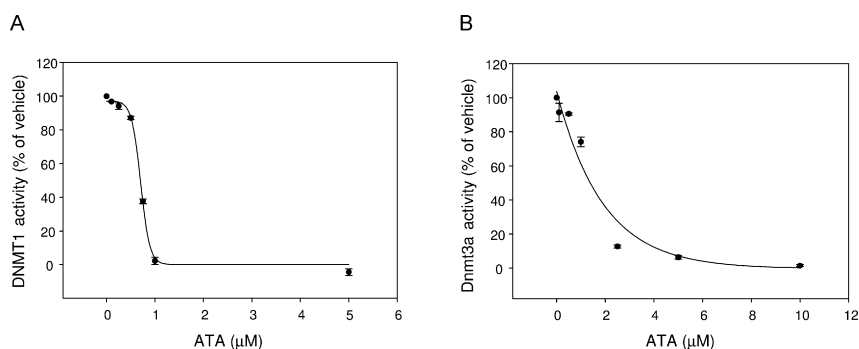 A
DNMT1 activity (% of vehicle)
120
100
80
60
40
20
0
0 1 2 3 4 5 6
ATA (μM)
B
Dnmt3a activity (% of vehicle)
120
100
80
60
40
20
0
0 2 4 6 8 10 12
ATA (μM)